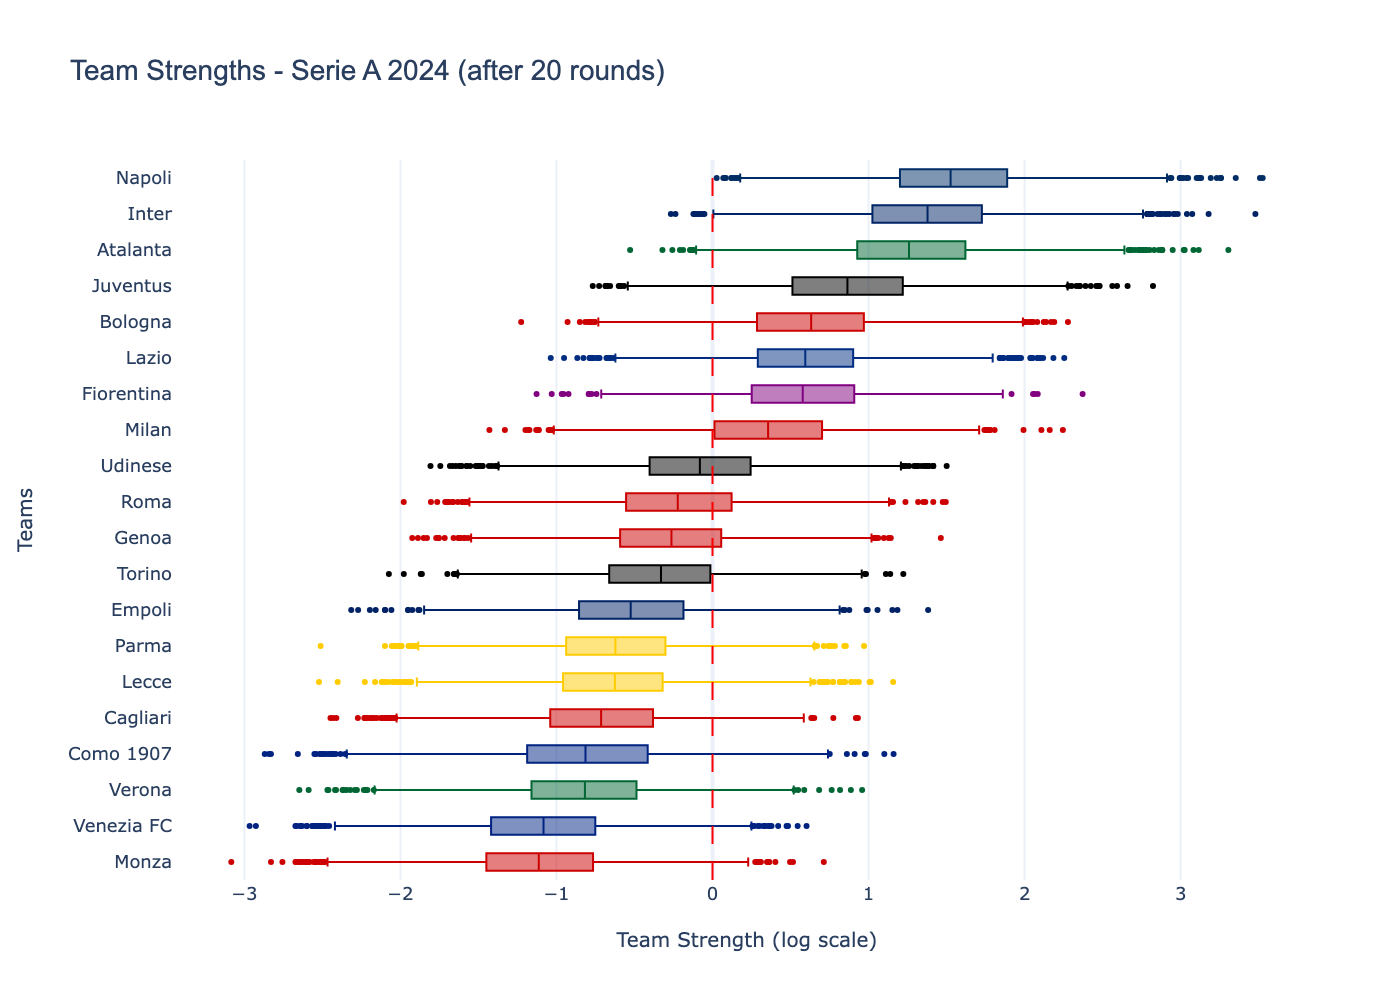 Team Strengths - Serie A 2024 (after 20 rounds)
Napoli
Inter
Atalanta
Juventus
Bologna
Lazio
Fiorentina
Milan
Udinese
Roma
Genoa
Torino
Empoli
Parma
Lecce
Cagliari
Como 1907
Verona
Venezia FC
Monza
Teams
−3 −2 −1 0 1 2 3
Team Strength (log scale)